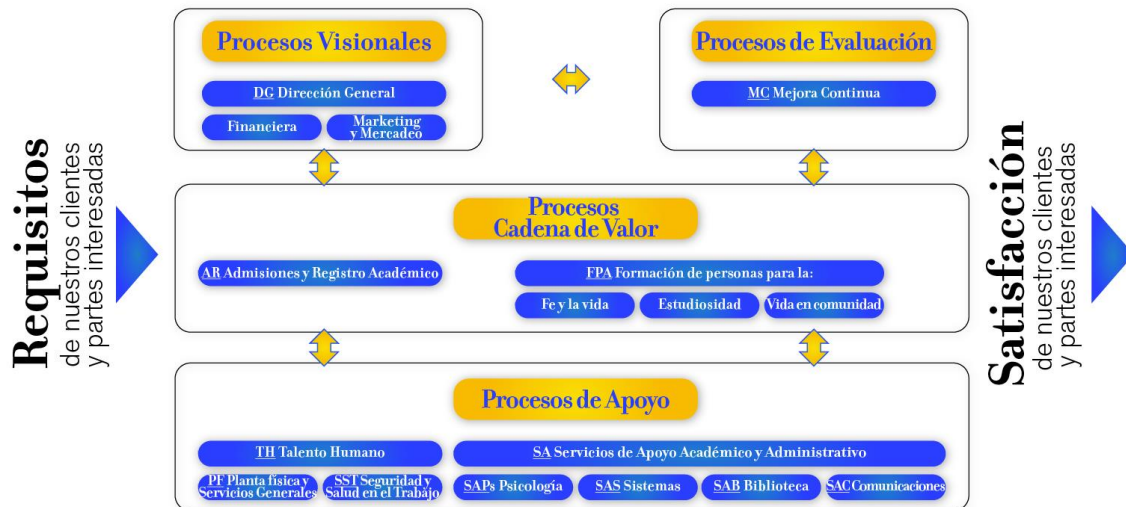 Requisitos
de nuestros clientes
y partes interesadas
Procesos Visionales
DG Dirección General
Financiera
Marketing
y Mercadeo
Procesos de Evaluación
MC Mejora Continua
Procesos
Cadena de Valor
AR Admisiones y Registro Académico
FPA Formación de personas para la:
Fe y la vida
Estudiosidad
Vida en comunidad
Procesos de Apoyo
TH Talento Humano
PF Planta física y
Servicios Generales
SST Seguridad y
Salud en el Trabajo
SA Servicios de Apoyo Académico y Administrativo
SAPs Psicología
SAS Sistemas
SAB Biblioteca
SAC Comunicaciones
Satisfacción
de nuestros clientes
y partes interesadas